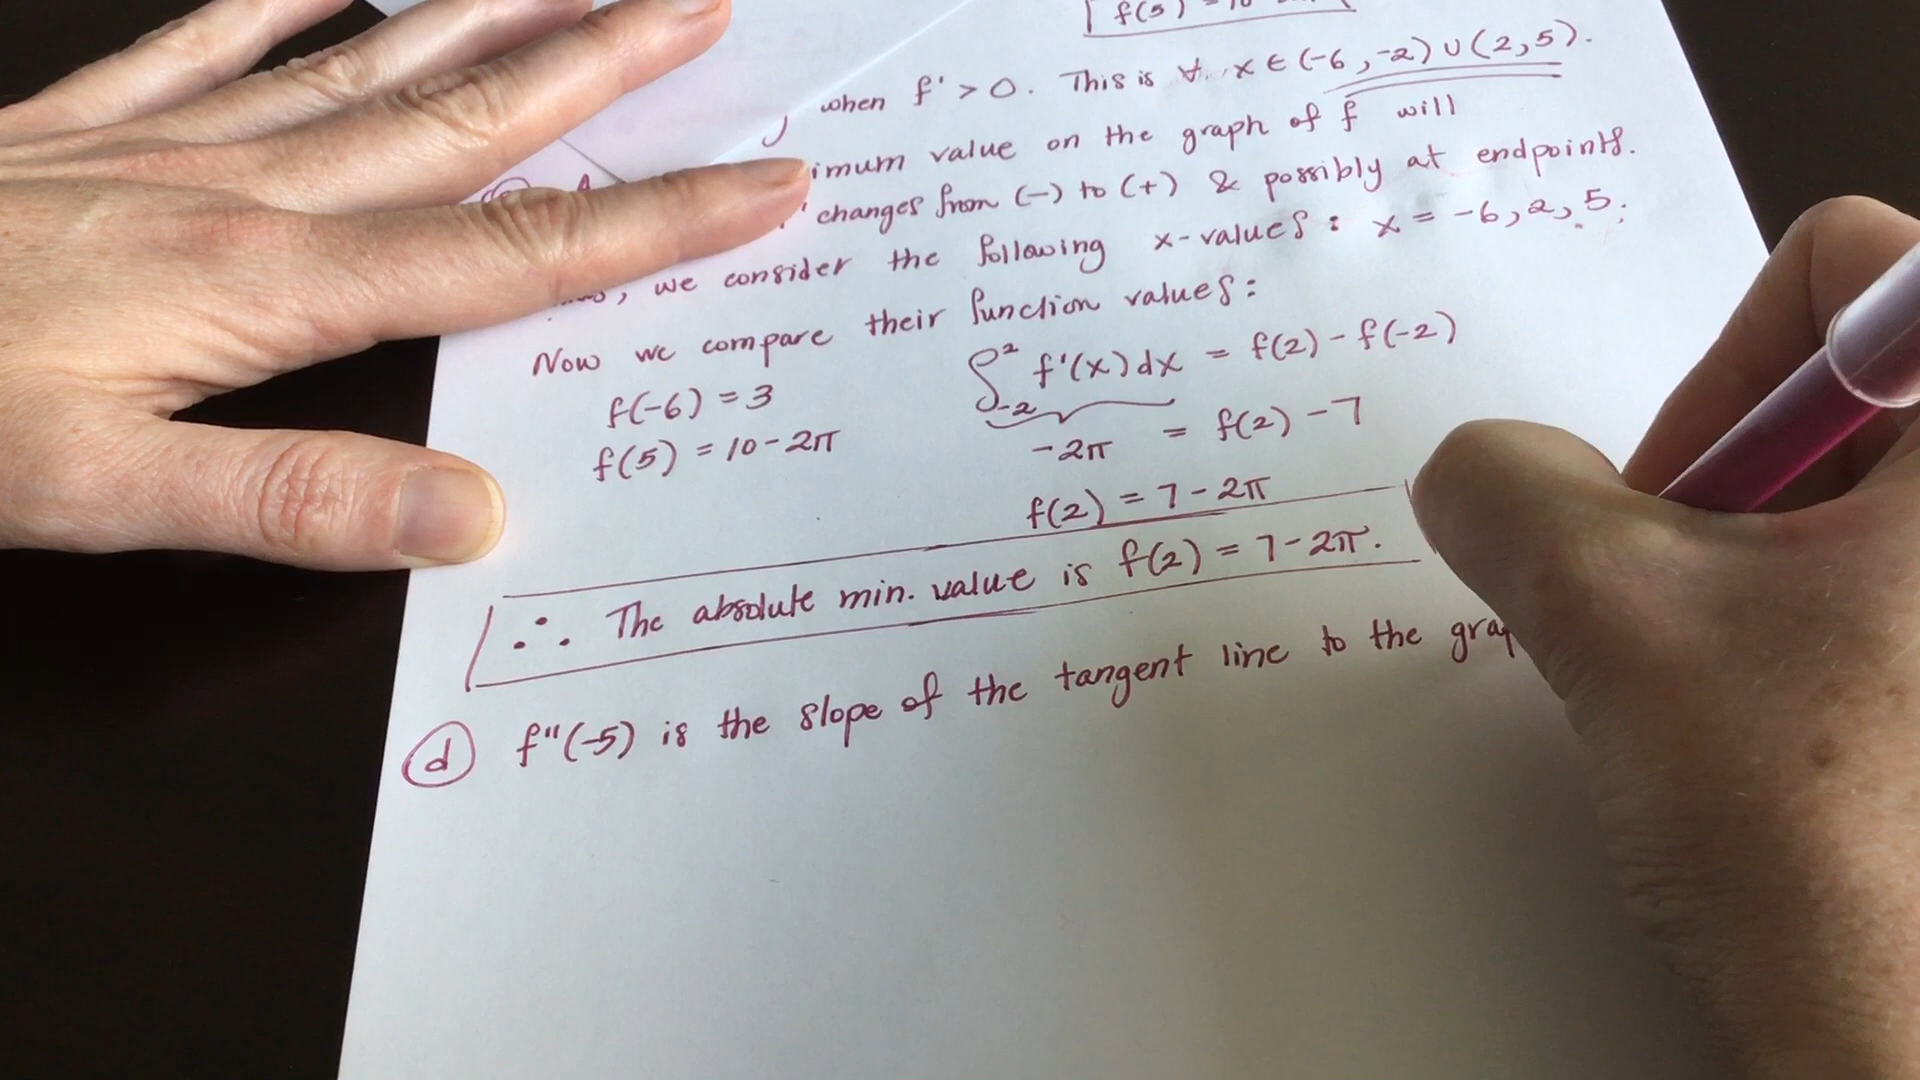 f(5) = 10
when f' > 0. This is ∀ x ∈ (-6, -2) ∪ (2, 5).
imum value on the graph of f will
changes from (-) to (+) & possibly at endpoints.
, we consider the following x-values: x = -6, 2, 5.
Now we compare their function values:
f(-6) = 3
f(5) = 10 - 2π
∫_{-2}^{2} f'(x) dx = f(2) - f(-2)
-2π = f(2) - 7
f(2) = 7 - 2π
∴ The absolute min. value is f(2) = 7 - 2π.
(d) f"(-5) is the slope of the tangent line to the gra